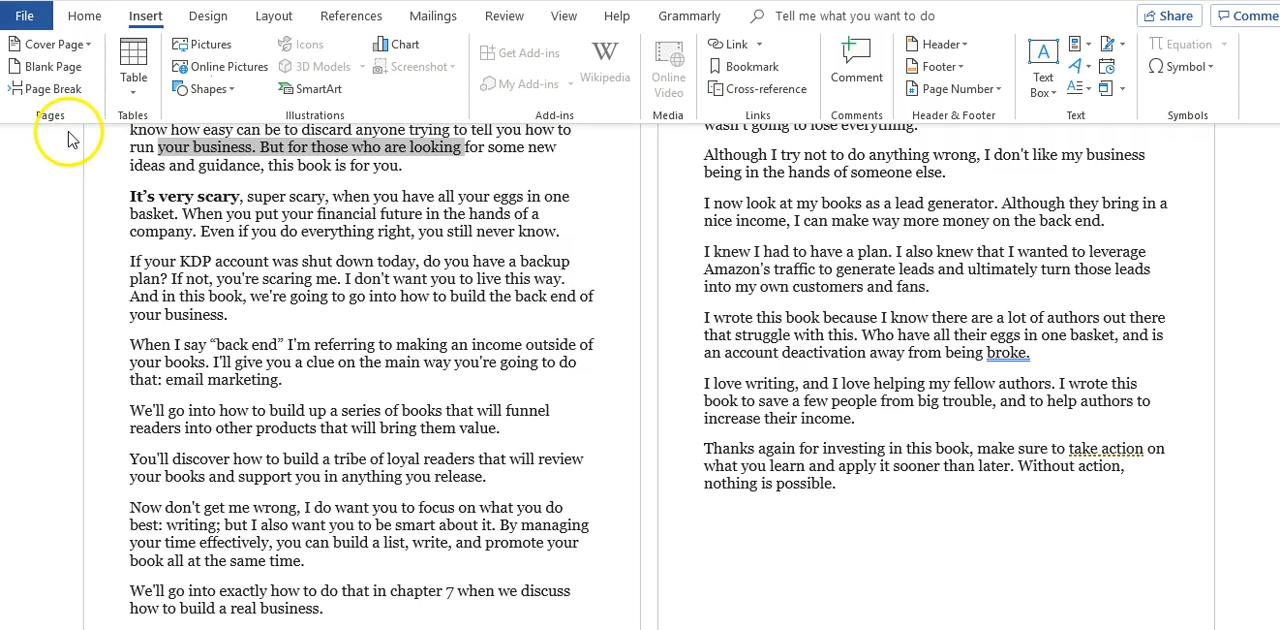 File Home Insert Design Layout References Mailings Review View Help Grammarly Tell me what you want to do Share Comme
Cover Page
Blank Page
Page Break
Pages
Table
Tables
Pictures
Online Pictures
Shapes
Icons
3D Models
SmartArt
Chart
Screenshot
Illustrations
Get Add-ins
My Add-ins
Wikipedia
Add-ins
Online
Video
Media
Link
Bookmark
Cross-reference
Links
Comment
Comments
Header
Footer
Page Number
Header & Footer
Text
Box
Text
Equation
Symbol
Symbols
know how easy can be to discard anyone trying to tell you how to
run your business. But for those who are looking for some new
ideas and guidance, this book is for you.
It's very scary, super scary, when you have all your eggs in one
basket. When you put your financial future in the hands of a
company. Even if you do everything right, you still never know.
If your KDP account was shut down today, do you have a backup
plan? If not, you're scaring me. I don't want you to live this way.
And in this book, we're going to go into how to build the back end of
your business.
When I say “back end” I'm referring to making an income outside of
your books. I'll give you a clue on the main way you're going to do
that: email marketing.
We'll go into how to build up a series of books that will funnel
readers into other products that will bring them value.
You'll discover how to build a tribe of loyal readers that will review
your books and support you in anything you release.
Now don't get me wrong, I do want you to focus on what you do
best: writing; but I also want you to be smart about it. By managing
your time effectively, you can build a list, write, and promote your
book all at the same time.
We'll go into exactly how to do that in chapter 7 when we discuss
how to build a real business.
wasn't going to lose everything.
Although I try not to do anything wrong, I don't like my business
being in the hands of someone else.
I now look at my books as a lead generator. Although they bring in a
nice income, I can make way more money on the back end.
I knew I had to have a plan. I also knew that I wanted to leverage
Amazon's traffic to generate leads and ultimately turn those leads
into my own customers and fans.
I wrote this book because I know there are a lot of authors out there
that struggle with this. Who have all their eggs in one basket, and is
an account deactivation away from being broke.
I love writing, and I love helping my fellow authors. I wrote this
book to save a few people from big trouble, and to help authors to
increase their income.
Thanks again for investing in this book, make sure to take action on
what you learn and apply it sooner than later. Without action,
nothing is possible.